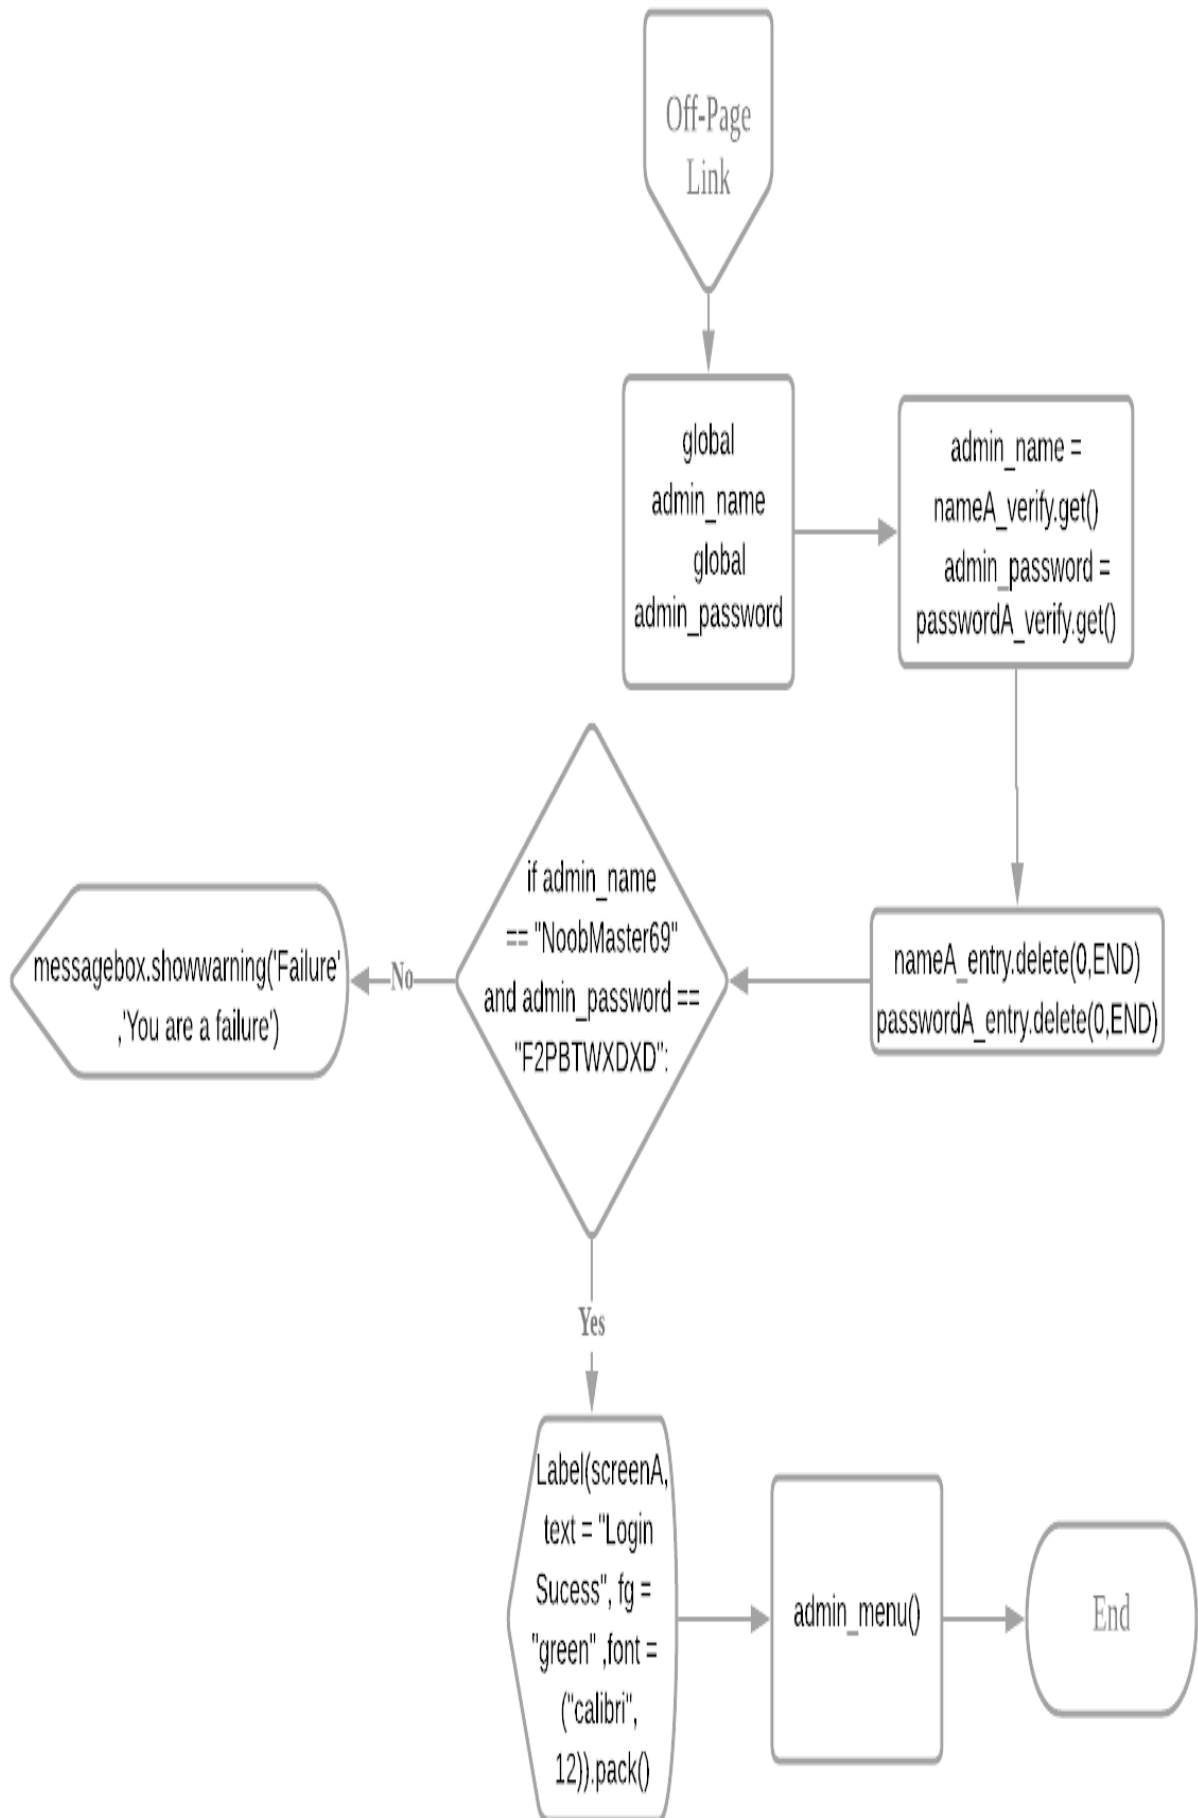 Off-Page
Link
global
admin_name
global
admin_password
admin_name =
nameA_verify.get()
admin_password =
passwordA_verify.get()
nameA_entry.delete(0,END)
passwordA_entry.delete(0,END)
if admin_name
== "NoobMaster69"
and admin_password ==
"F2PBTWXDXD":
No
messagebox.showwarning('Failure'
,'You are a failure')
Yes
Label(screenA,
text = "Login
Sucess", fg =
"green" ,font =
("calibri",
12)).pack()
admin_menu()
End